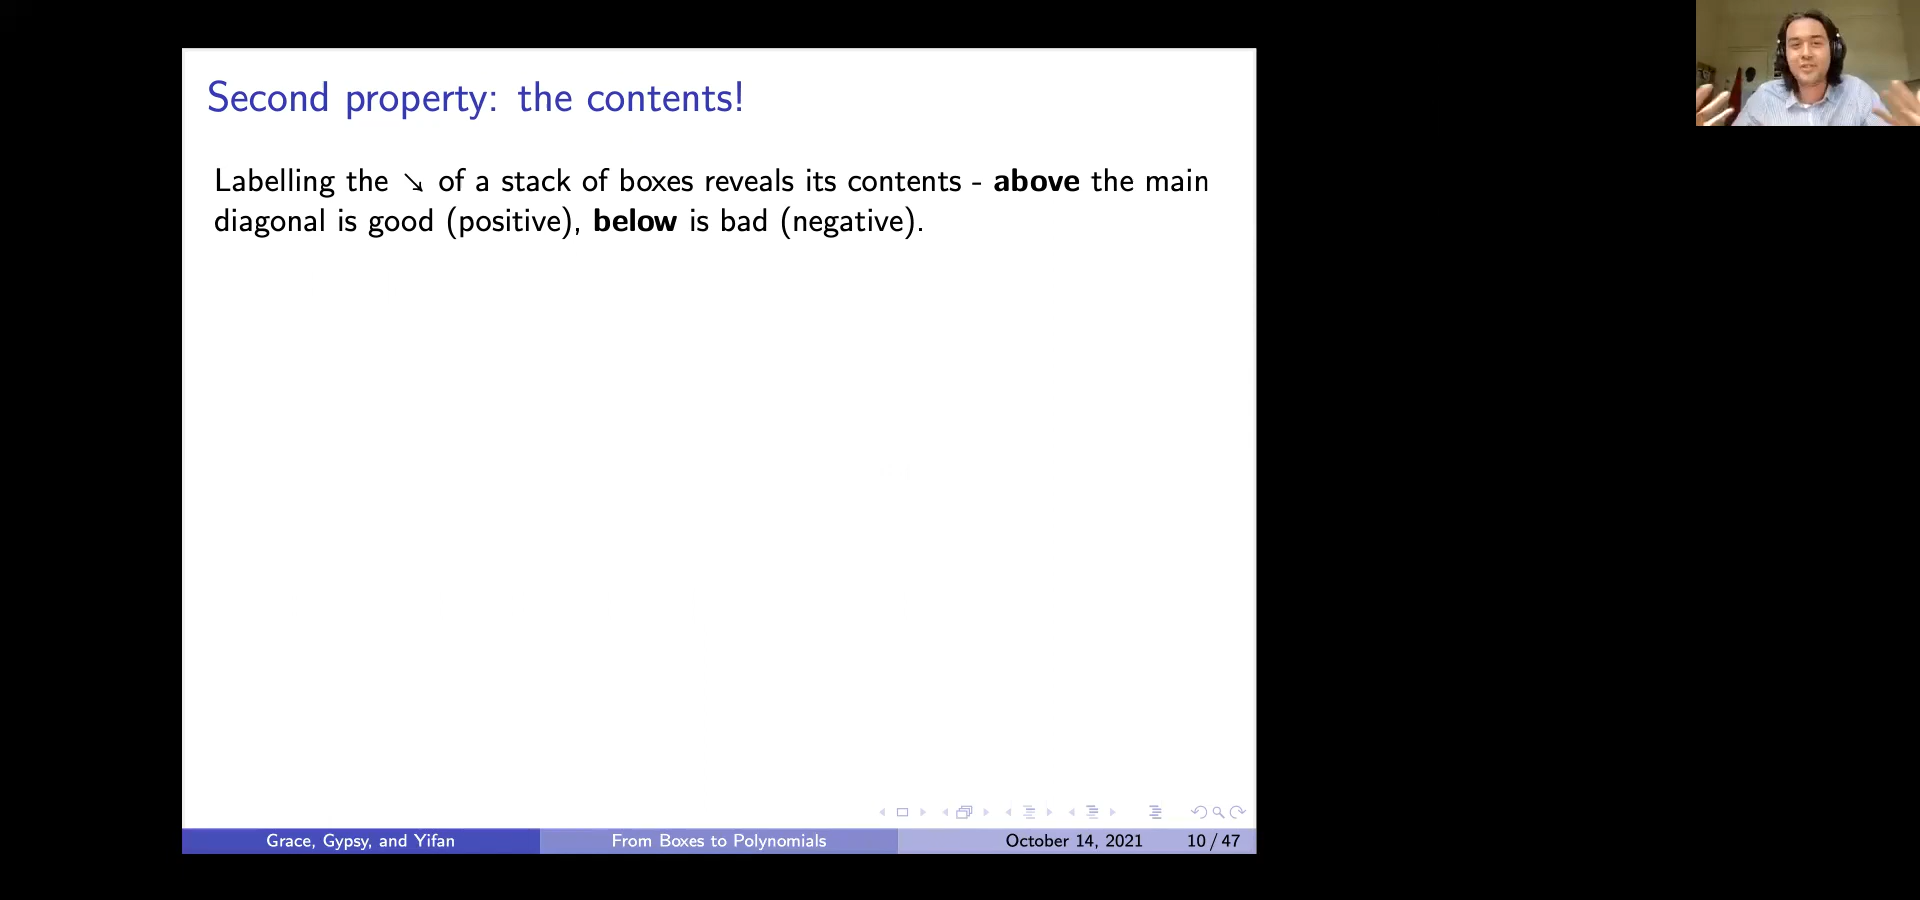 Second property: the contents!
Labelling the ↘ of a stack of boxes reveals its contents - above the main
diagonal is good (positive), below is bad (negative).
Grace, Gypsy, and Yifan
From Boxes to Polynomials
October 14, 2021
10 / 47